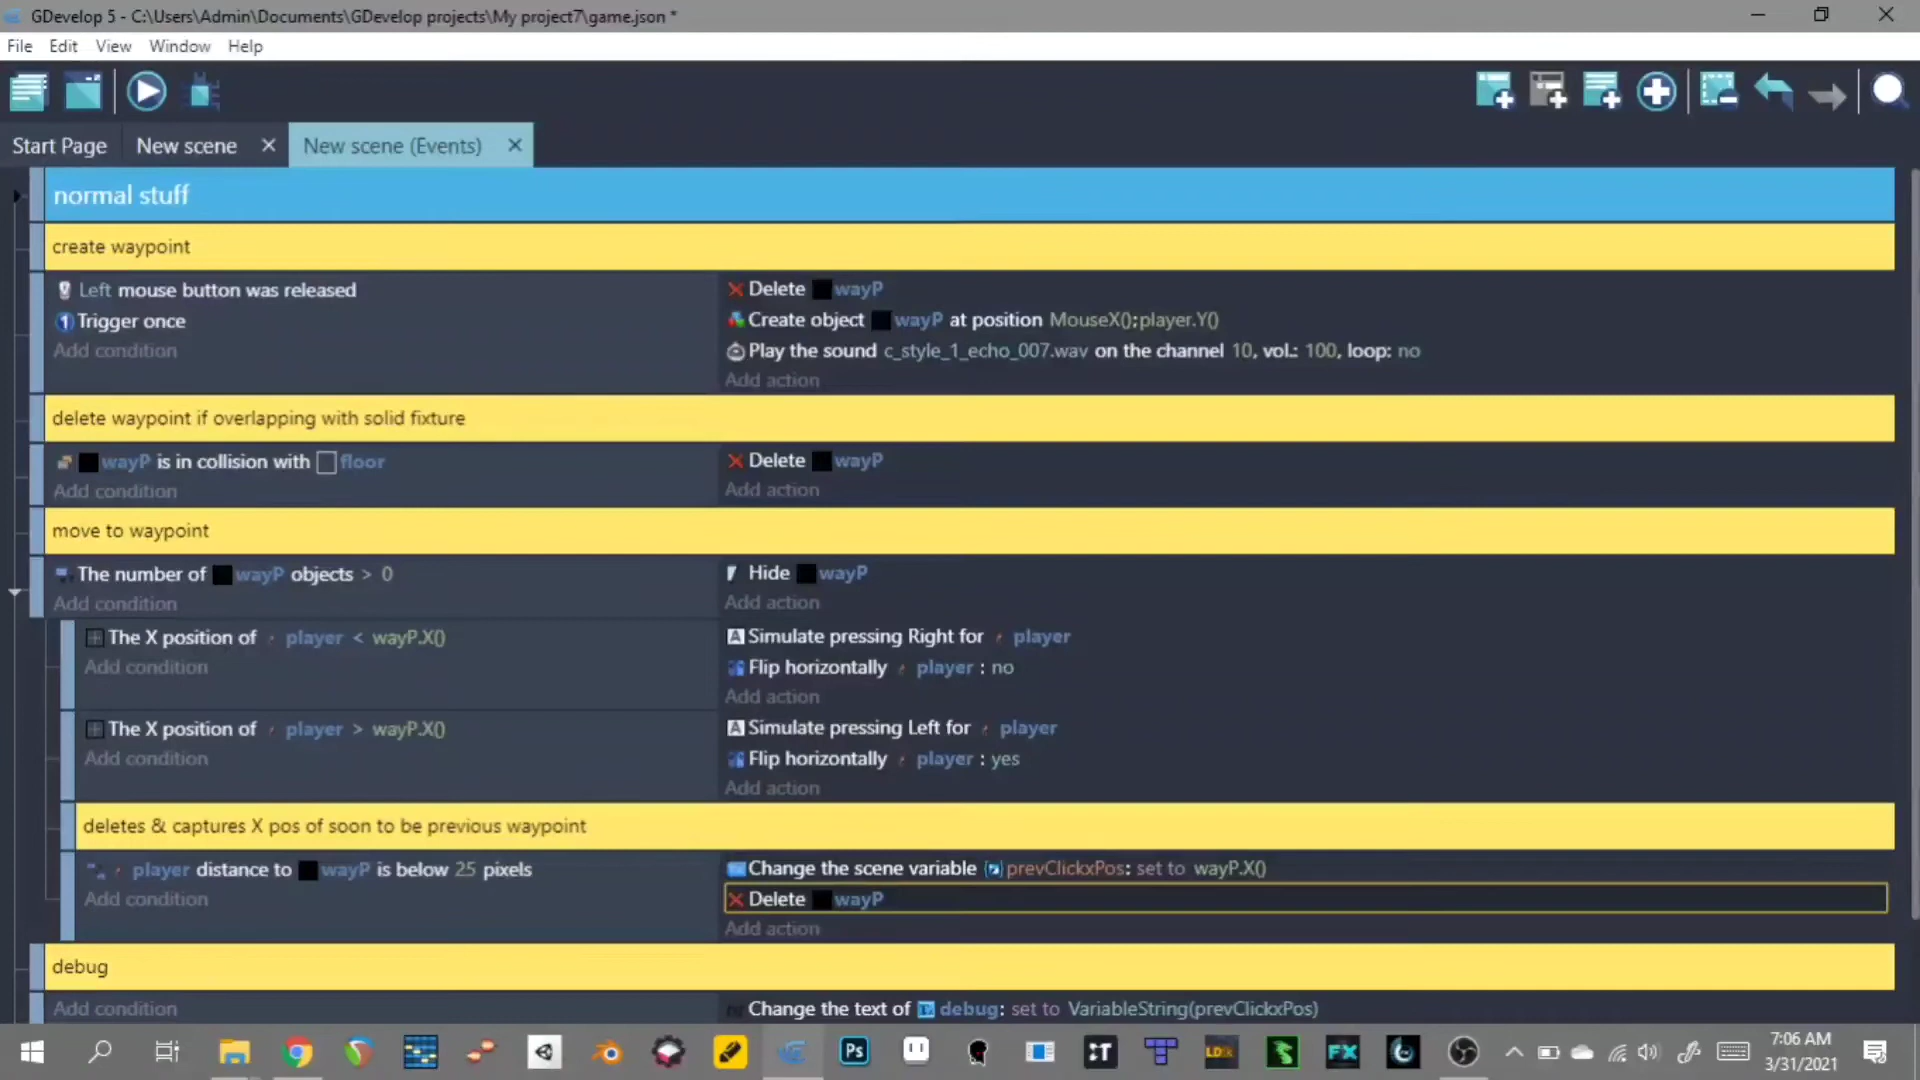 GDevelop 5 - C:\Users\Admin\Documents\GDevelop projects\My project7\game.json *
File Edit View Window Help
Start Page New scene × New scene (Events) ×
normal stuff
create waypoint
Left mouse button was released
Trigger once
Add condition
Delete wayP
Create object wayP at position MouseX();player.Y()
Play the sound c_style_1_echo_007.wav on the channel 10, vol.: 100, loop: no
Add action
delete waypoint if overlapping with solid fixture
wayP is in collision with floor
Add condition
Delete wayP
Add action
move to waypoint
The number of wayP objects > 0
Add condition
Hide wayP
Add action
The X position of player < wayP.X()
Add condition
Simulate pressing Right for player
Flip horizontally player : no
Add action
The X position of player > wayP.X()
Add condition
Simulate pressing Left for player
Flip horizontally player : yes
Add action
deletes & captures X pos of soon to be previous waypoint
player distance to wayP is below 25 pixels
Add condition
Change the scene variable prevClickxPos: set to wayP.X()
Delete wayP
Add action
debug
Add condition
Change the text of debug: set to VariableString(prevClickxPos)
Ps
:T
FX
7:06 AM
3/31/2021